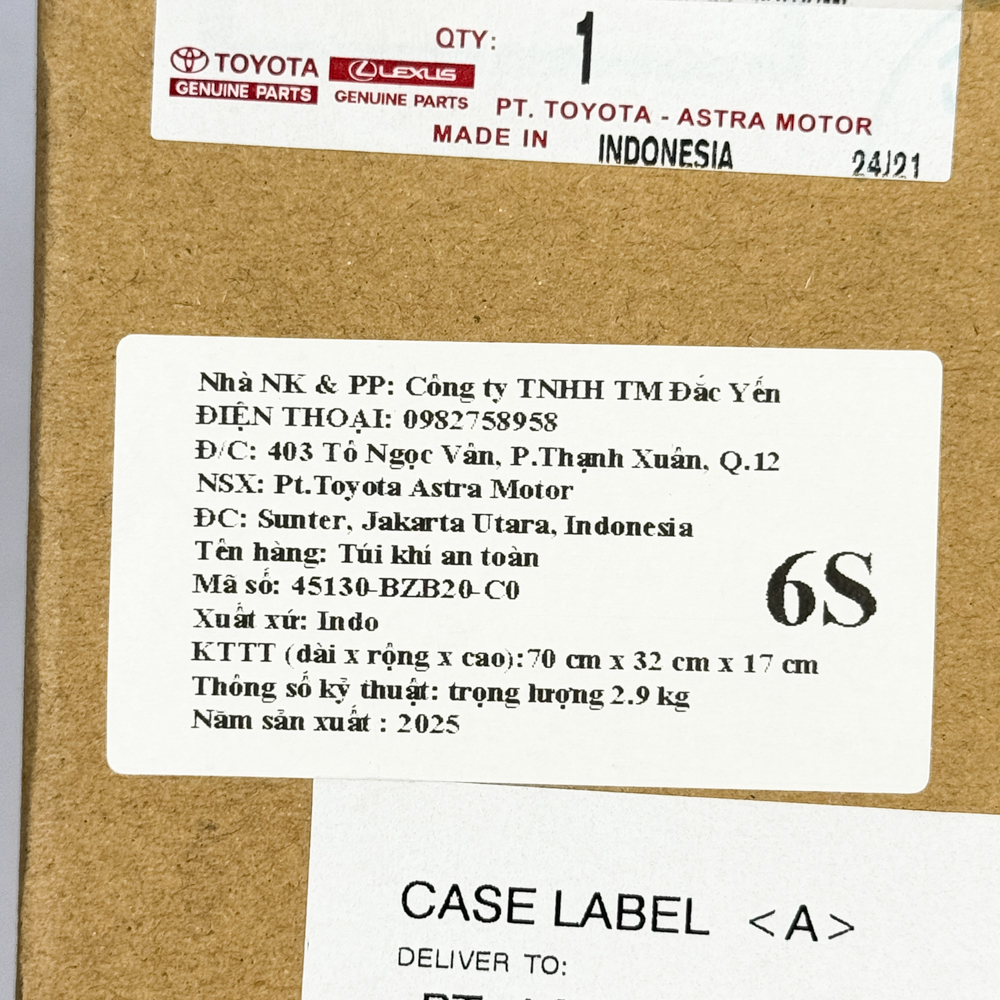 QTY: 1
TOYOTA
GENUINE PARTS
LEXUS
GENUINE PARTS
PT. TOYOTA - ASTRA MOTOR
MADE IN INDONESIA
24J21
Nhà NK & PP: Công ty TNHH TM Đắc Yến
ĐIỆN THOẠI: 0982758958
Đ/C: 403 Tô Ngọc Vân, P.Thạnh Xuân, Q.12
NSX: Pt.Toyota Astra Motor
ĐC: Sunter, Jakarta Utara, Indonesia
Tên hàng: Túi khí an toàn
Mã số: 45130-BZB20-C0
Xuất xứ: Indo
KTTT (dài x rộng x cao):70 cm x 32 cm x 17 cm
Thông số kỹ thuật: trọng lượng 2.9 kg
Năm sản xuất : 2025
6S
CASE LABEL <A>
DELIVER TO: